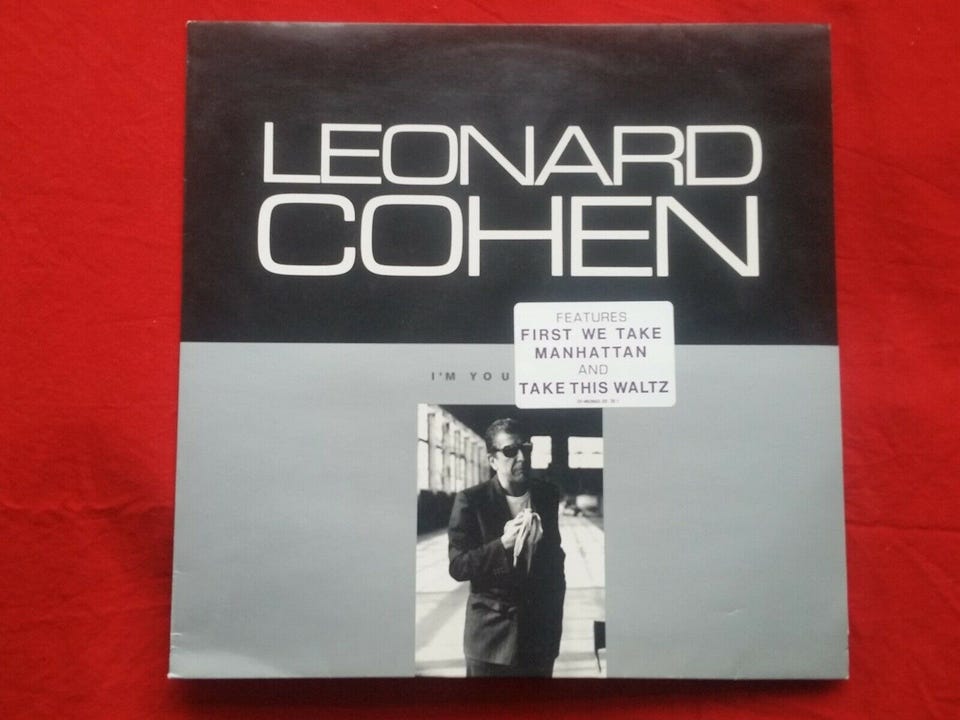 LEONARD
COHEN
FEATURES
FIRST WE TAKE
MANHATTAN
AND
TAKE THIS WALTZ
I'M YOU